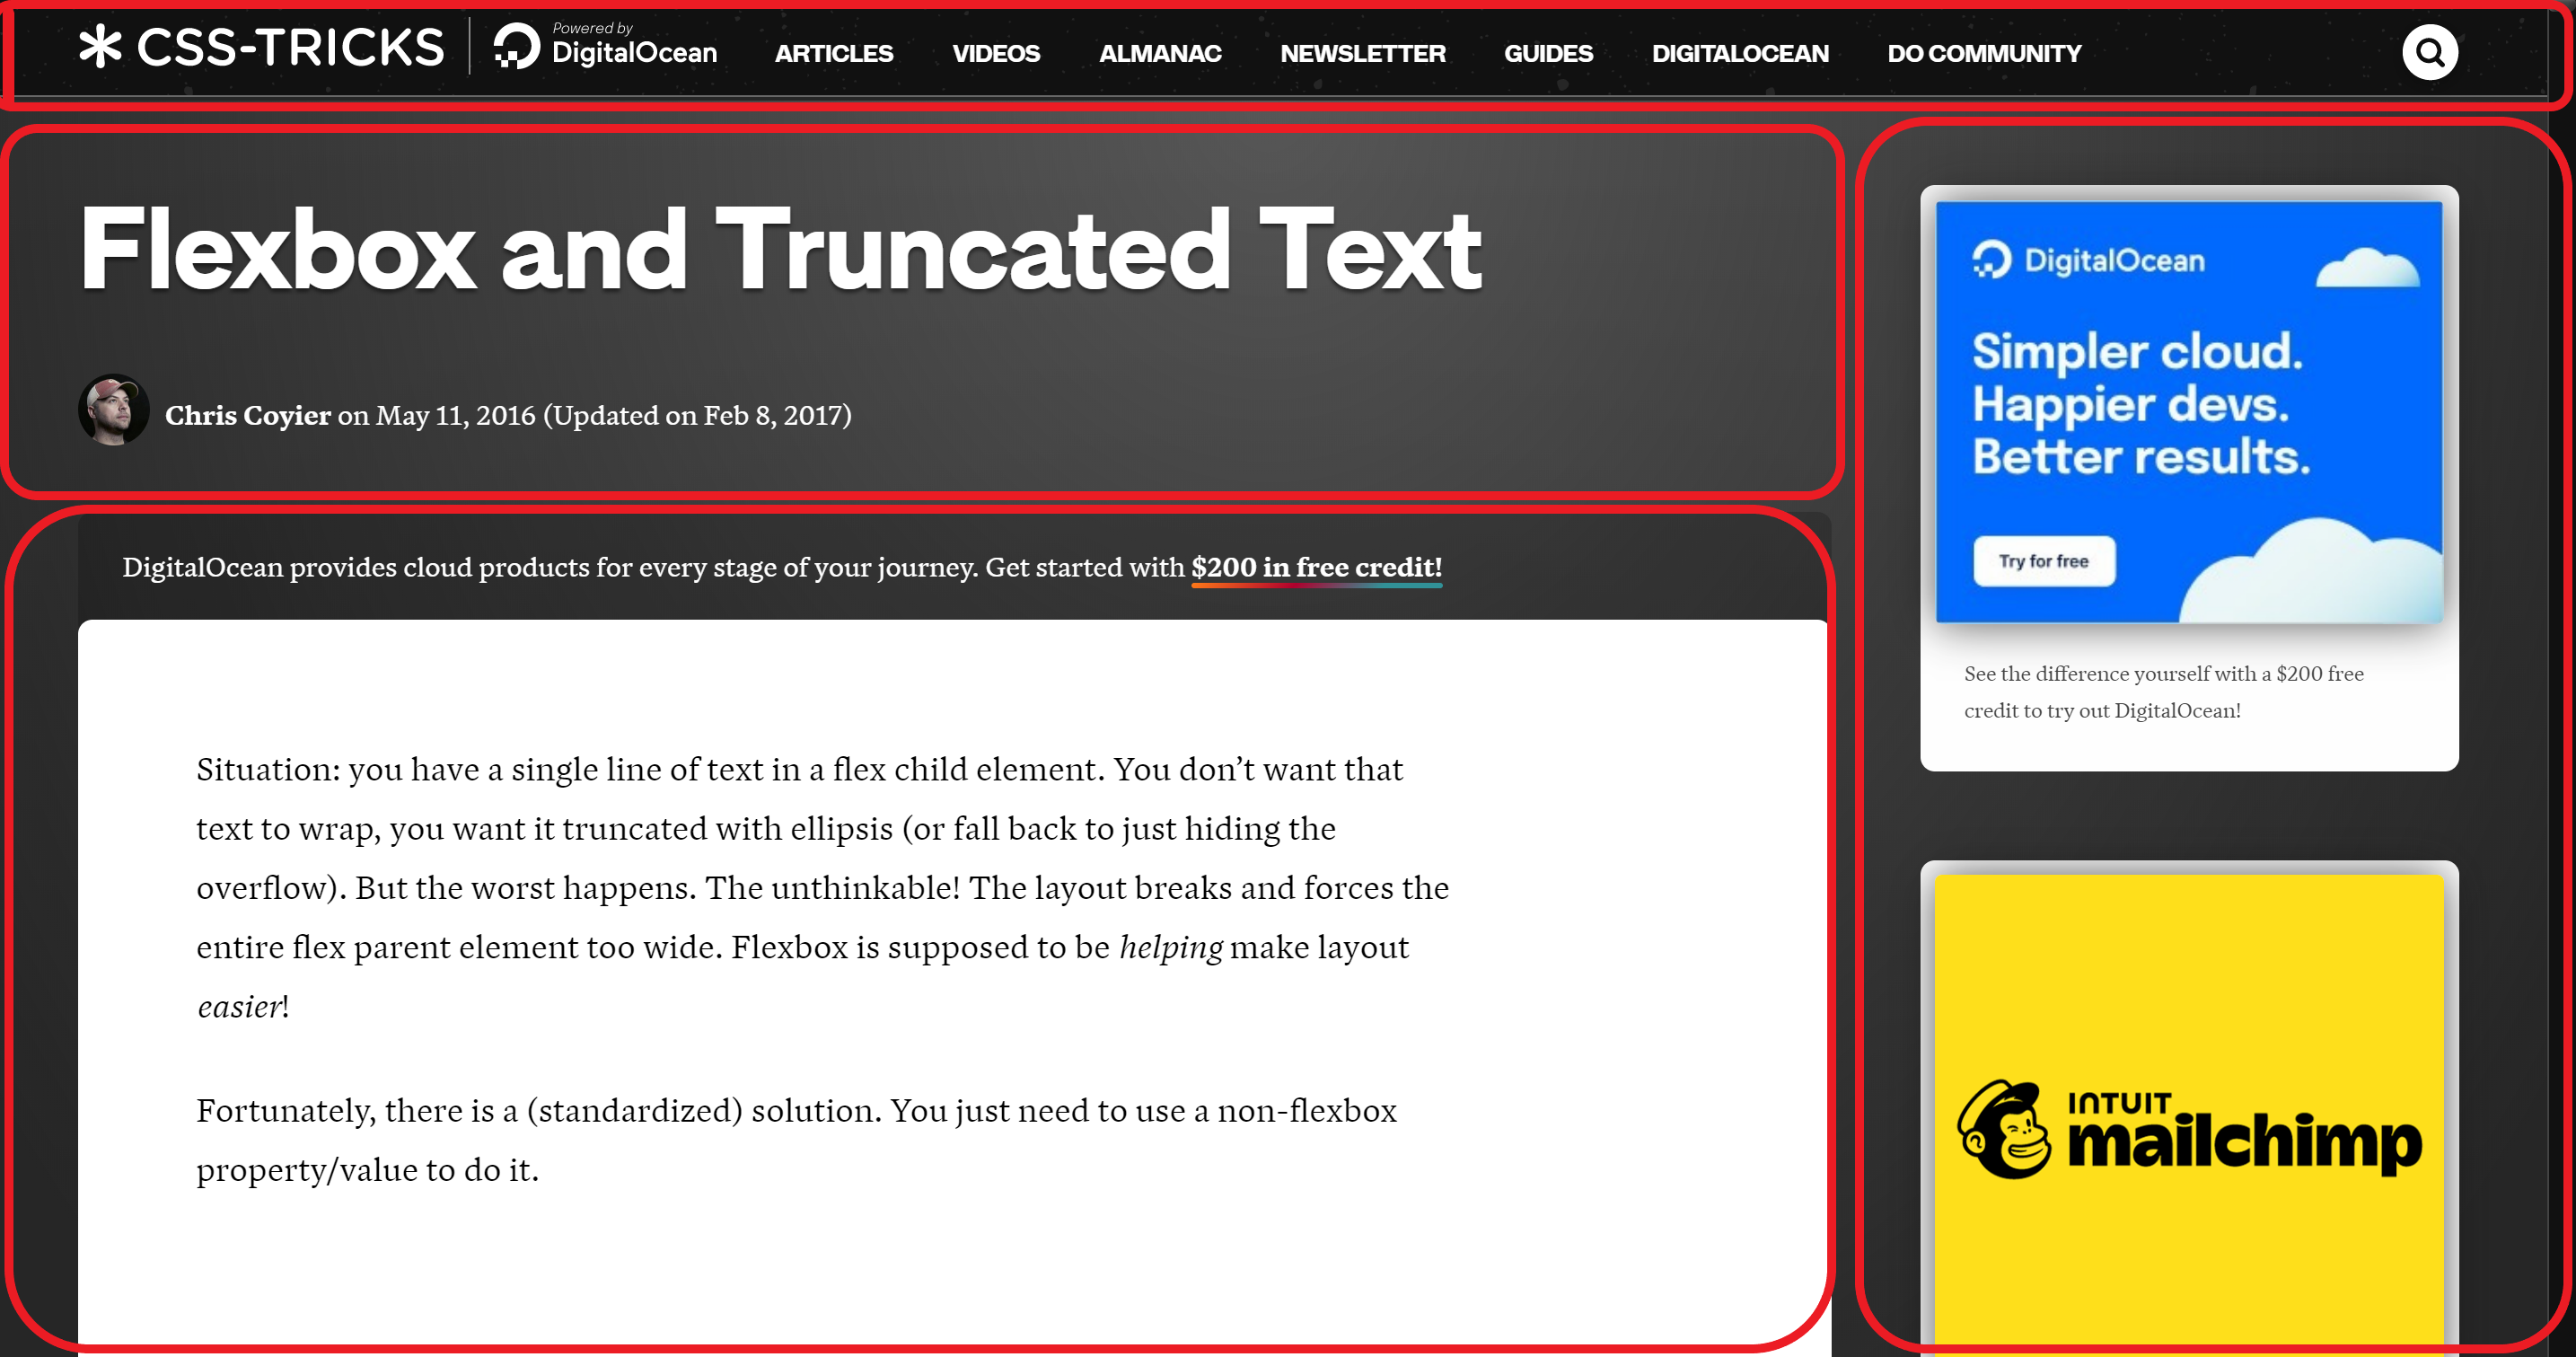 CSS-TRICKS
Powered by
DigitalOcean
ARTICLES VIDEOS ALMANAC NEWSLETTER GUIDES DIGITALOCEAN DO COMMUNITY
Flexbox and Truncated Text
Chris Coyier on May 11, 2016 (Updated on Feb 8, 2017)
DigitalOcean provides cloud products for every stage of your journey. Get started with $200 in free credit!
Situation: you have a single line of text in a flex child element. You don’t want that
text to wrap, you want it truncated with ellipsis (or fall back to just hiding the
overflow). But the worst happens. The unthinkable! The layout breaks and forces the
entire flex parent element too wide. Flexbox is supposed to be helping make layout
easier!
Fortunately, there is a (standardized) solution. You just need to use a non-flexbox
property/value to do it.
DigitalOcean
Simpler cloud.
Happier devs.
Better results.
Try for free
See the difference yourself with a $200 free
credit to try out DigitalOcean!
INTUIT
mailchimp